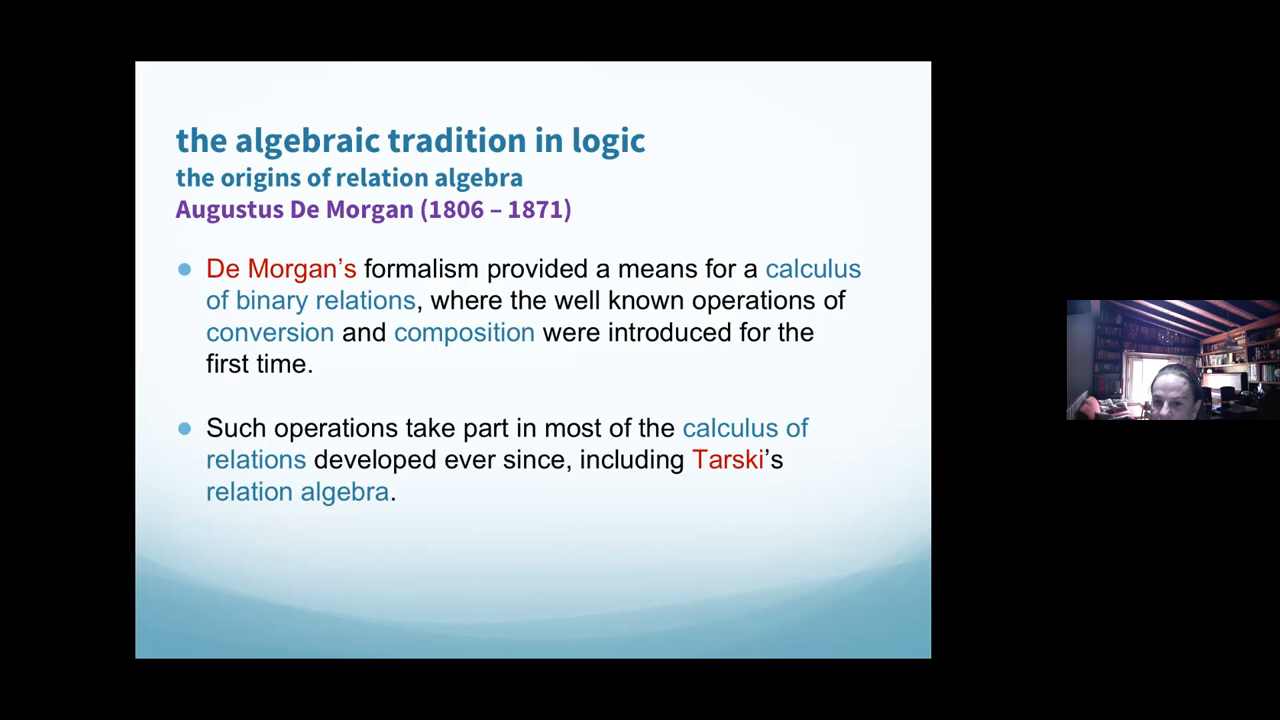 the algebraic tradition in logic
the origins of relation algebra
Augustus De Morgan (1806 – 1871)
De Morgan’s formalism provided a means for a calculus
of binary relations, where the well known operations of
conversion and composition were introduced for the
first time.
Such operations take part in most of the calculus of
relations developed ever since, including Tarski’s
relation algebra.